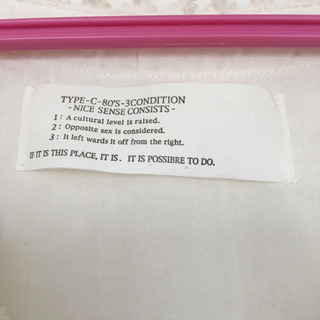 TYPE-C-80'S-3CONDITION
-NICE SENSE CONSISTS-
1: A cultural level is raised.
2: Opposite sex is considered.
3: It left wards it off from the right.
IF IT IS THIS PLACE, IT IS. IT IS POSSIBRE TO DO.